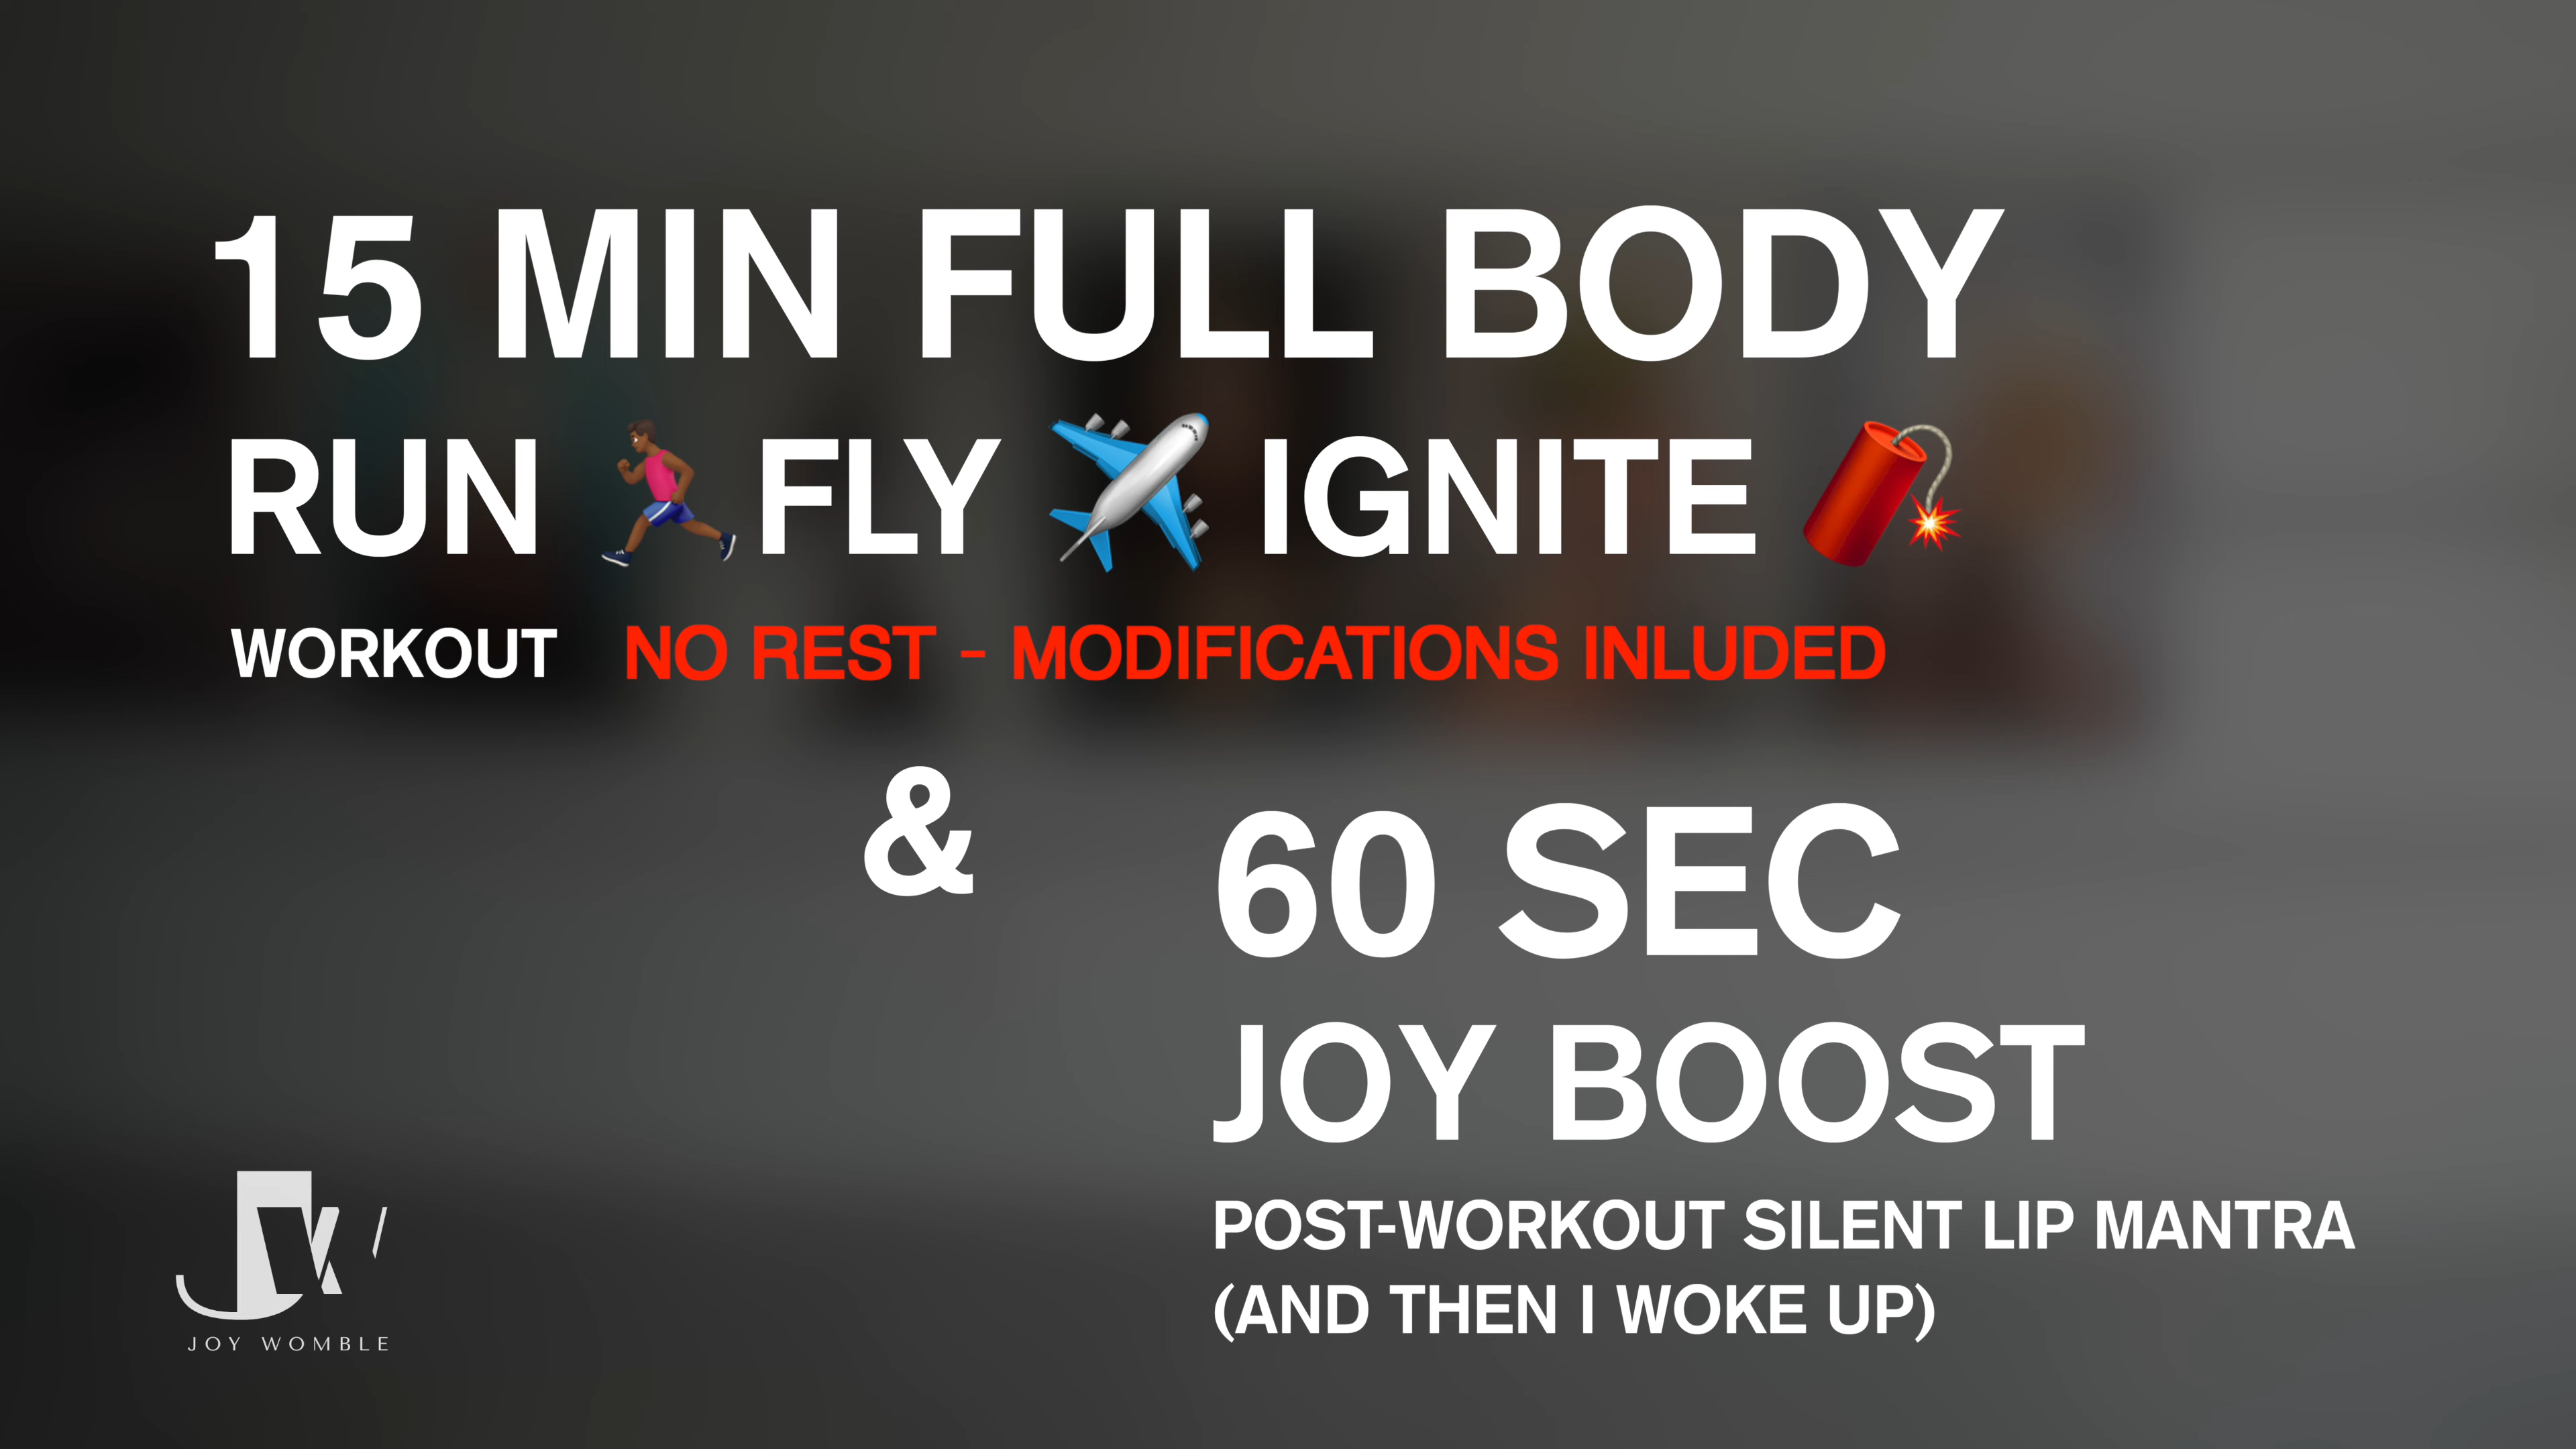 15 MIN FULL BODY
RUN 🏃🏾‍♂️ FLY ✈️ IGNITE 🧨
WORKOUT NO REST - MODIFICATIONS INLUDED
&
60 SEC
JOY BOOST
POST-WORKOUT SILENT LIP MANTRA
(AND THEN I WOKE UP)
JW
JOY WOMBLE